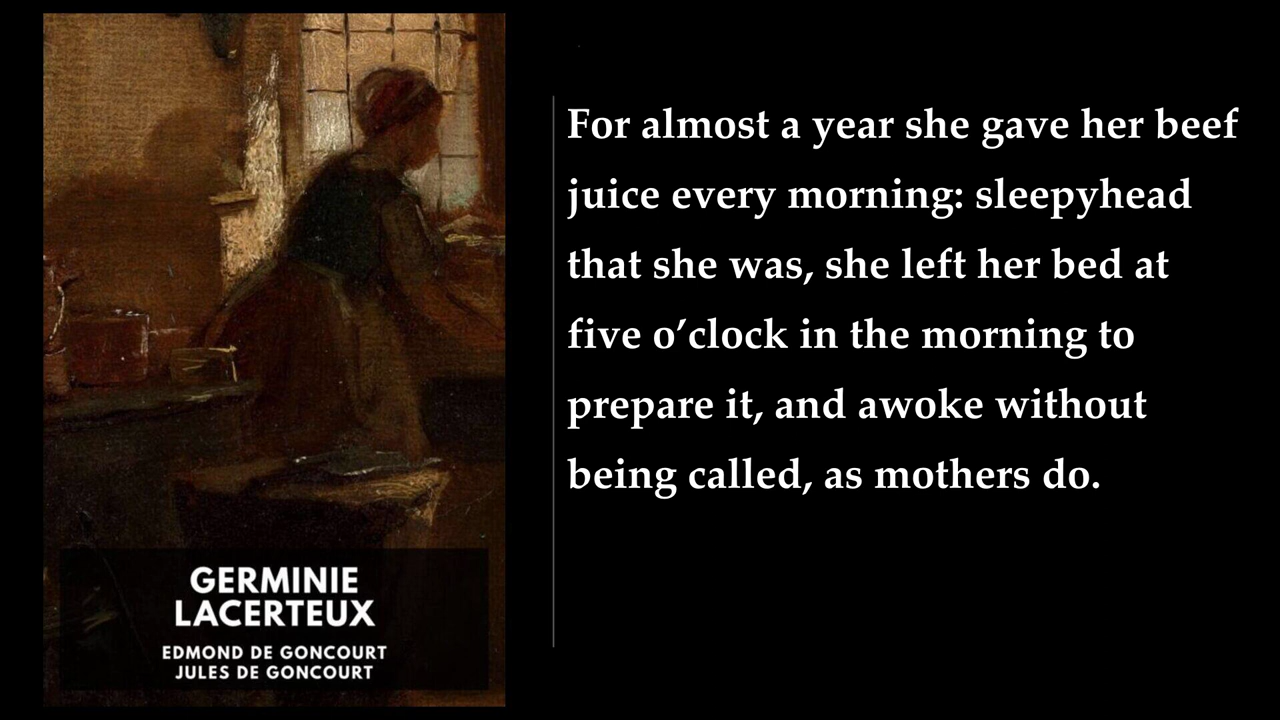 GERMINIE
LACERTEUX
EDMOND DE GONCOURT
JULES DE GONCOURT
For almost a year she gave her beef
juice every morning: sleepyhead
that she was, she left her bed at
five o’clock in the morning to
prepare it, and awoke without
being called, as mothers do.